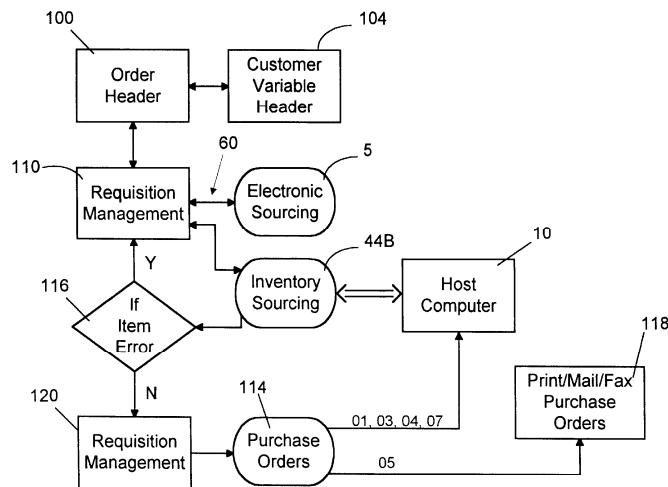 100
104
Order
Header
Customer
Variable
Header
110
60
5
Requisition
Management
Electronic
Sourcing
44B
10
Y
116
If
Item
Error
Inventory
Sourcing
Host
Computer
118
N
Print/Mail/Fax
Purchase
Orders
120
114
01, 03, 04, 07
Requisition
Management
Purchase
Orders
05